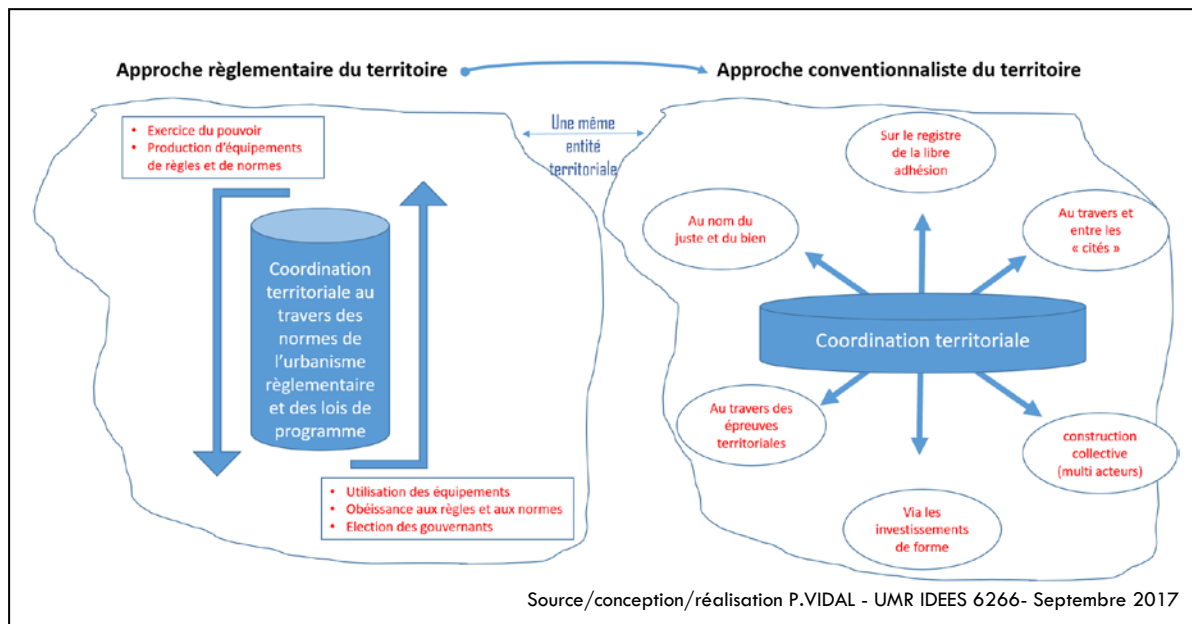 Approche règlementaire du territoire
Approche conventionnaliste du territoire
• Exercice du pouvoir
• Production d'équipements
de règles et de normes
Une même
entité
territoriale
Coordination
territoriale au
travers des
normes de
l'urbanisme
règlementaire
et des lois de
programme
• Utilisation des équipements
• Obéissance aux règles et aux normes
• Election des gouvernants
Sur le registre
de la libre
adhésion
Au nom du
juste et du bien
Au travers et
entre les
« cités »
Coordination territoriale
Au travers des
épreuves
territoriales
construction
collective
(multi acteurs)
Via les
investissements
de forme
Source/conception/réalisation P.VIDAL - UMR IDEES 6266- Septembre 2017